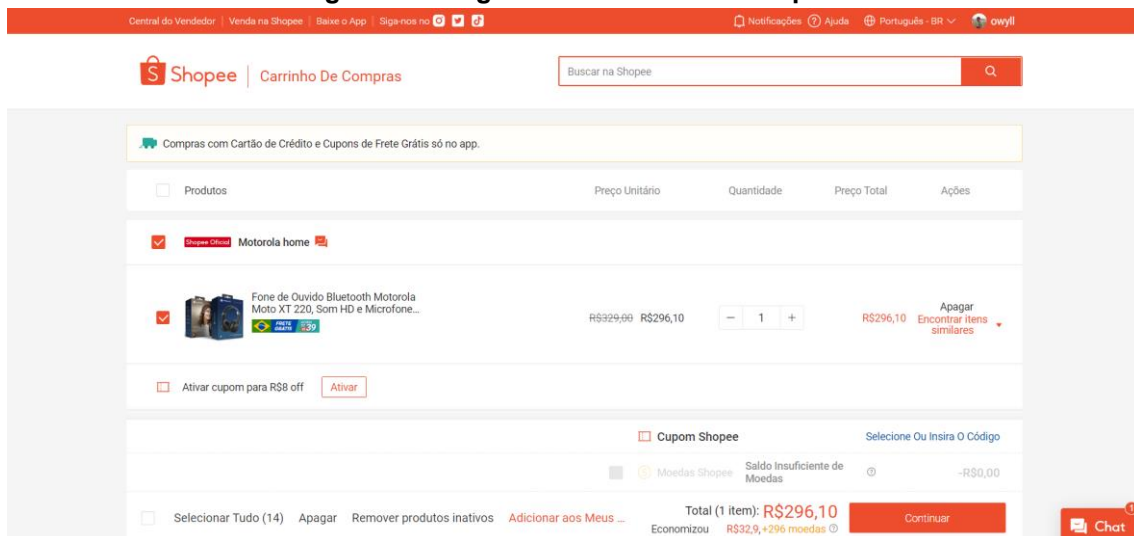 Central do Vendedor | Venda na Shopee | Baixe o App | Siga-nos no
Notificações Ajuda Português - BR owyll
Shopee | Carrinho De Compras
Buscar na Shopee
Compras com Cartão de Crédito e Cupons de Frete Grátis só no app.
Produtos Preço Unitário Quantidade Preço Total Ações
Shopee Oficial Motorola home
Fone de Ouvido Bluetooth Motorola
Moto XT 220, Som HD e Microfone...
FRETE GRÁTIS $39
R$329,00 R$296,10 − 1 + R$296,10
Apagar
Encontrar itens
similares
Ativar cupom para R$8 off Ativar
Cupom Shopee Selecione Ou Insira O Código
Moedas Shopee Saldo Insuficiente de
Moedas -R$0,00
Selecionar Tudo (14) Apagar Remover produtos inativos Adicionar aos Meus ...
Total (1 item): R$296,10
Economizou R$32,9,+296 moedas
Continuar
Chat